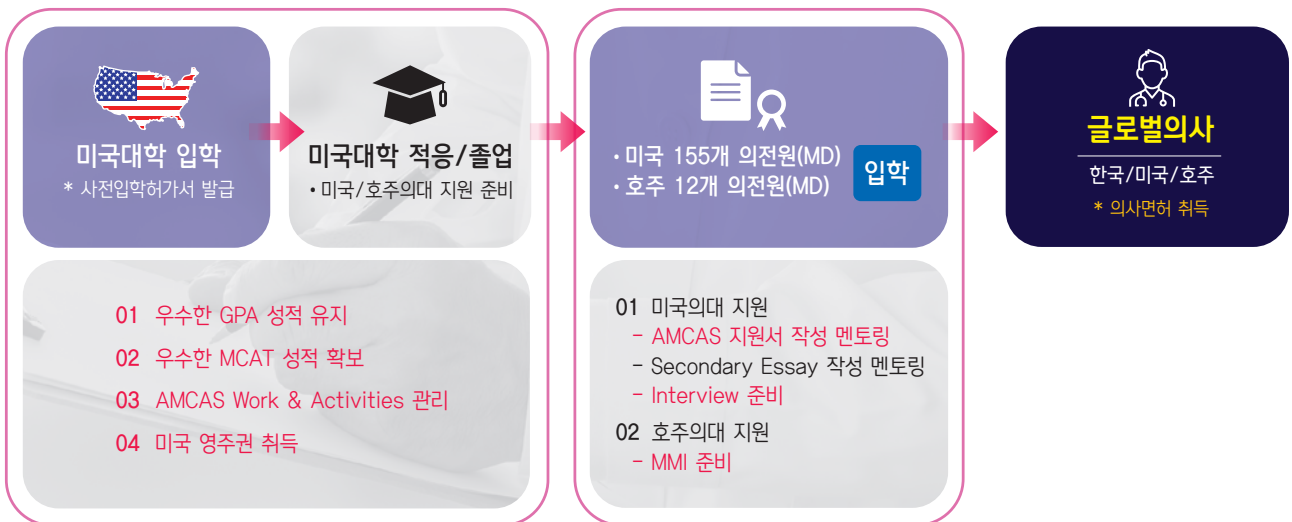 미국대학 입학
* 사전입학허가서 발급
미국대학 적응/졸업
• 미국/호주의대 지원 준비
01 우수한 GPA 성적 유지
02 우수한 MCAT 성적 확보
03 AMCAS Work & Activities 관리
04 미국 영주권 취득
• 미국 155개 의전원(MD)
• 호주 12개 의전원(MD)
입학
01 미국의대 지원
- AMCAS 지원서 작성 멘토링
- Secondary Essay 작성 멘토링
- Interview 준비
02 호주의대 지원
- MMI 준비
글로벌의사
한국/미국/호주
* 의사면허 취득